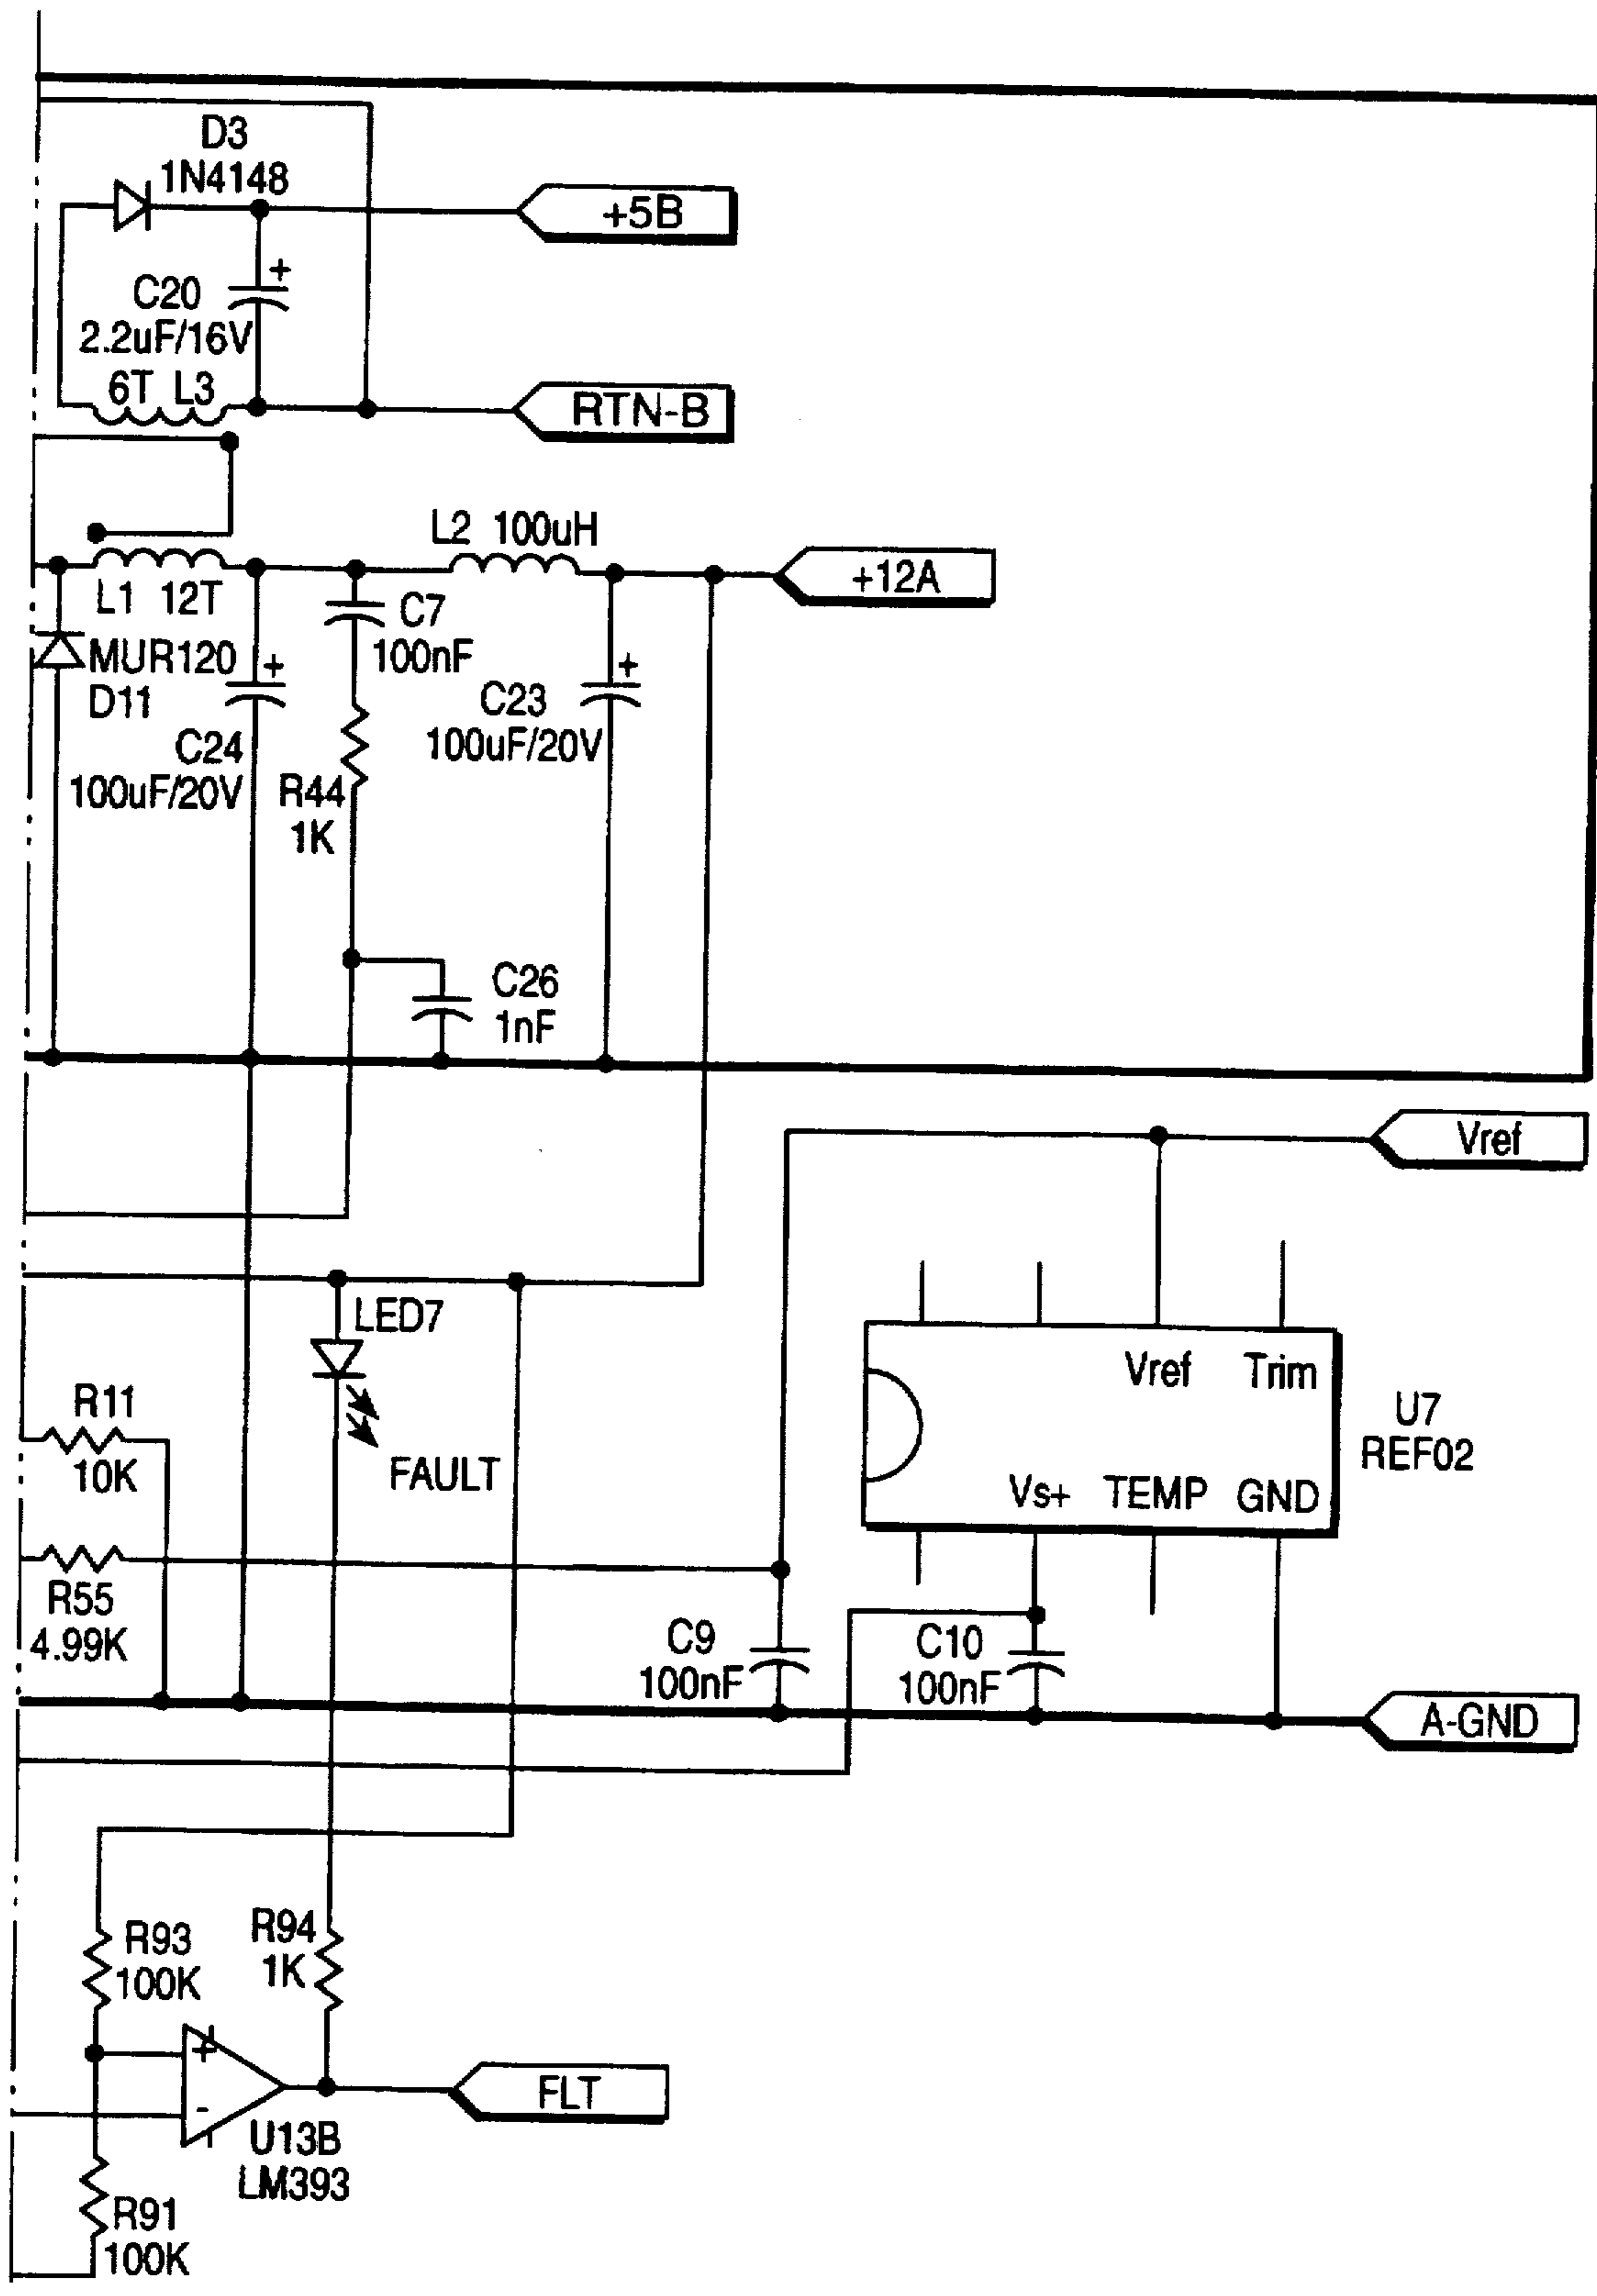 D3
1N4148
+5B
+
C20
2.2uF/16V
6T L3
RTN-B
L2 100uH
+12A
L1 12T
C7
100nF
MUR120
D11
+
+
C23
100uF/20V
C24
100uF/20V
R44
1K
C26
1nF
Vref
LED7
Vref Trim
R11
10K
U7
REF02
FAULT
Vs+ TEMP GND
R55
4.99K
C9
100nF
C10
100nF
A-GND
R93
100K
R94
1K
+
-
FLT
U13B
LM393
R91
100K